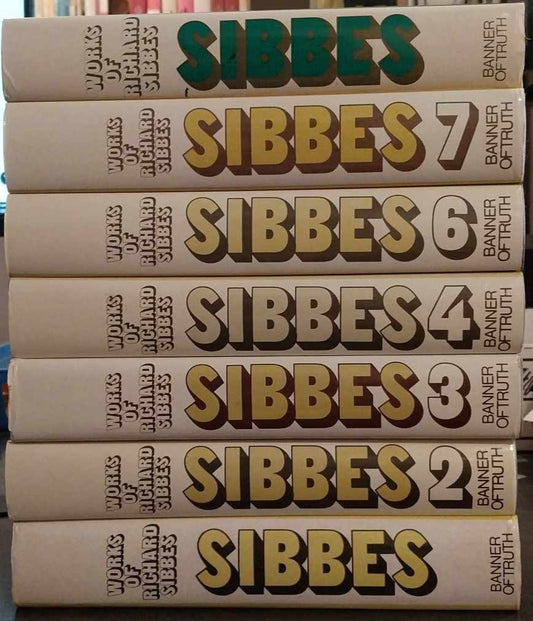 WORKS
OF
RICHARD
SIBBES
SIBBES
BANNER
OF TRUTH
WORKS
OF
RICHARD
SIBBES
SIBBES 7
BANNER
OF TRUTH
WORKS
OF
RICHARD
SIBBES
SIBBES 6
BANNER
OF TRUTH
WORKS
OF
RICHARD
SIBBES
SIBBES 4
BANNER
OF TRUTH
WORKS
OF
RICHARD
SIBBES
SIBBES 3
BANNER
OF TRUTH
WORKS
OF
RICHARD
SIBBES
SIBBES 2
BANNER
OF TRUTH
WORKS
OF
RICHARD
SIBBES
SIBBES
BANNER
OF TRUTH